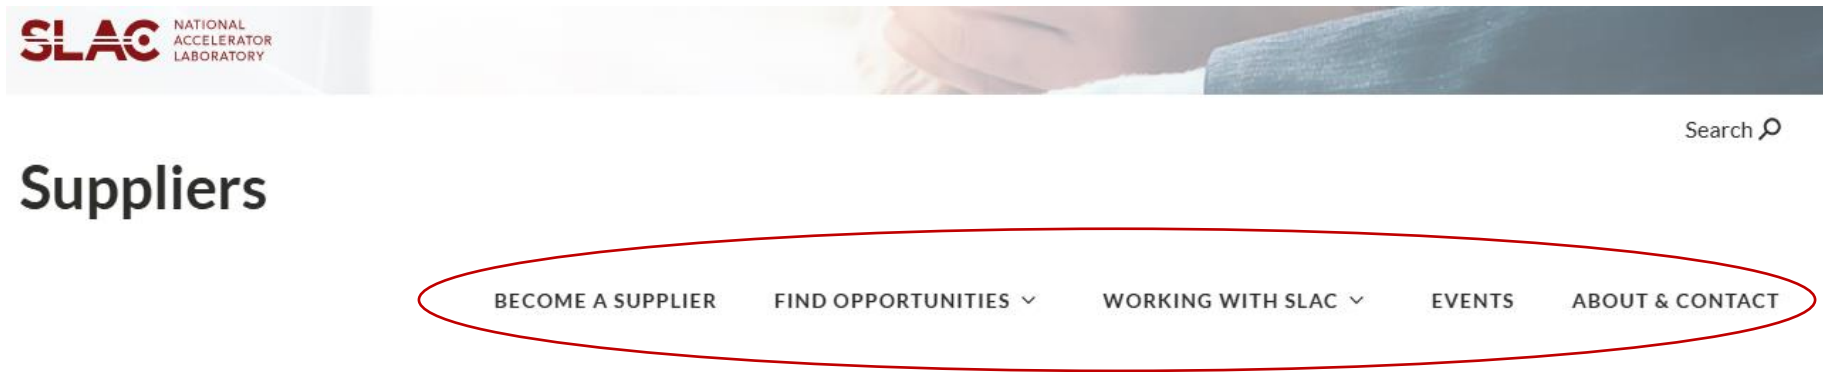 SLAC NATIONAL
ACCELERATOR
LABORATORY
Search
Suppliers
BECOME A SUPPLIER FIND OPPORTUNITIES WORKING WITH SLAC EVENTS ABOUT & CONTACT